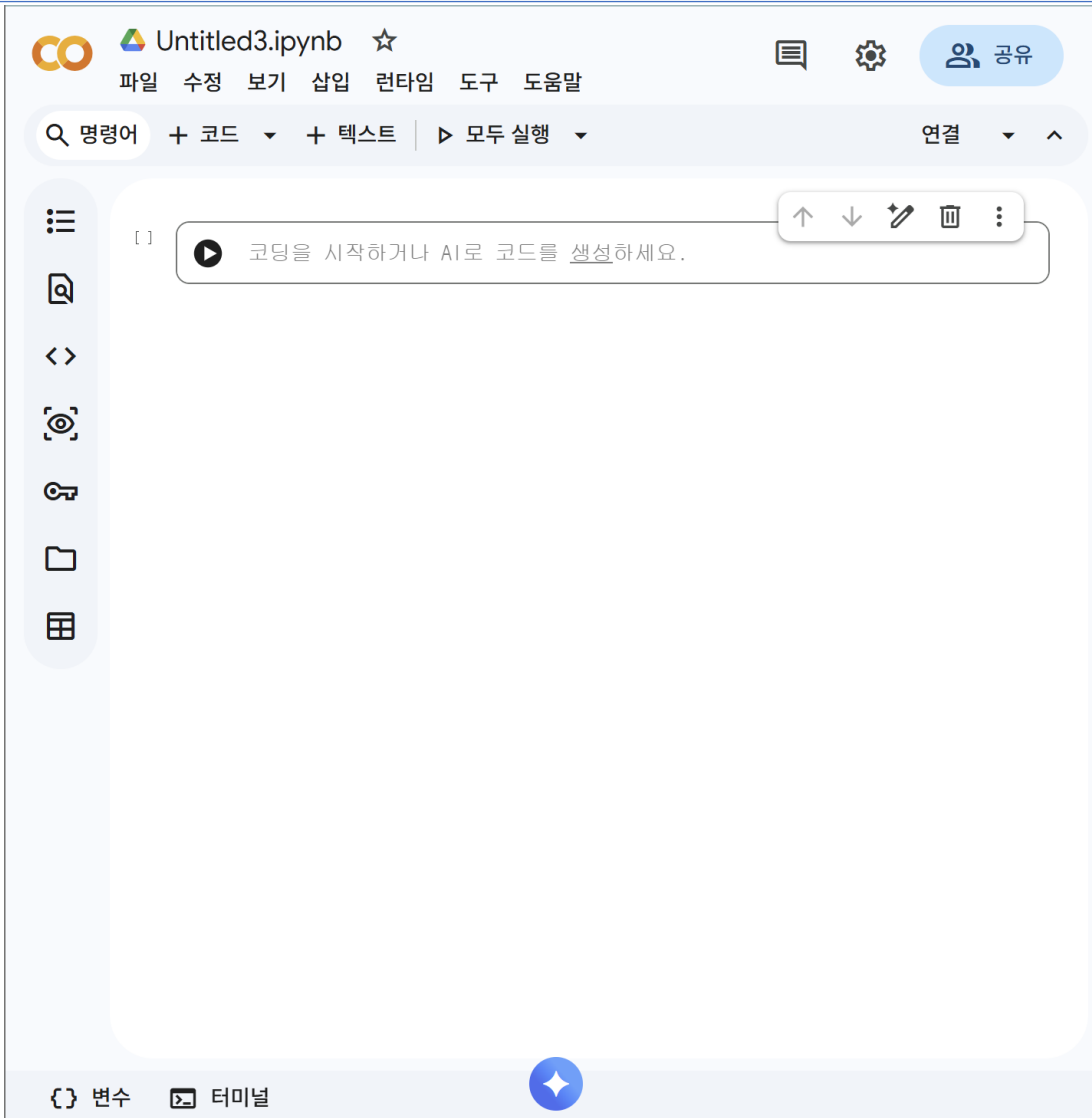 Untitled3.ipynb
파일 수정 보기 삽입 런타임 도구 도움말
공유
명령어 + 코드 + 텍스트 모두 실행 연결
[ ]
코딩을 시작하거나 AI로 코드를 생성하세요.
{} 변수 터미널